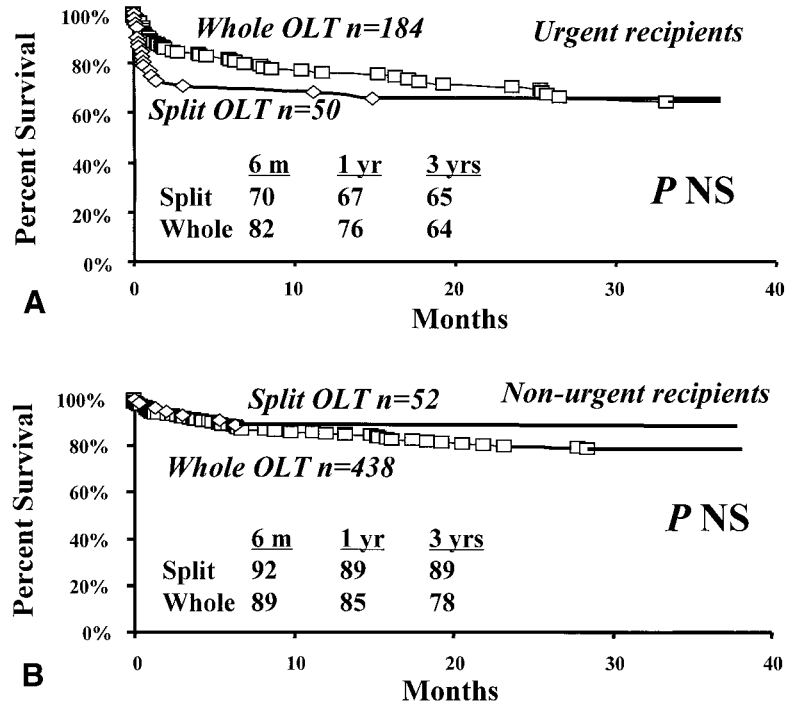 100%
80%
60%
40%
20%
0%
Percent Survival
Whole OLT n=184
Urgent recipients
Split OLT n=50
6 m 1 yr 3 yrs
Split 70 67 65
Whole 82 76 64
P NS
0 10 20 30 40
Months
A
100%
80%
60%
40%
20%
0%
Percent Survival
Split OLT n=52
Non-urgent recipients
Whole OLT n=438
6 m 1 yr 3 yrs
Split 92 89 89
Whole 89 85 78
P NS
0 10 20 30 40
Months
B